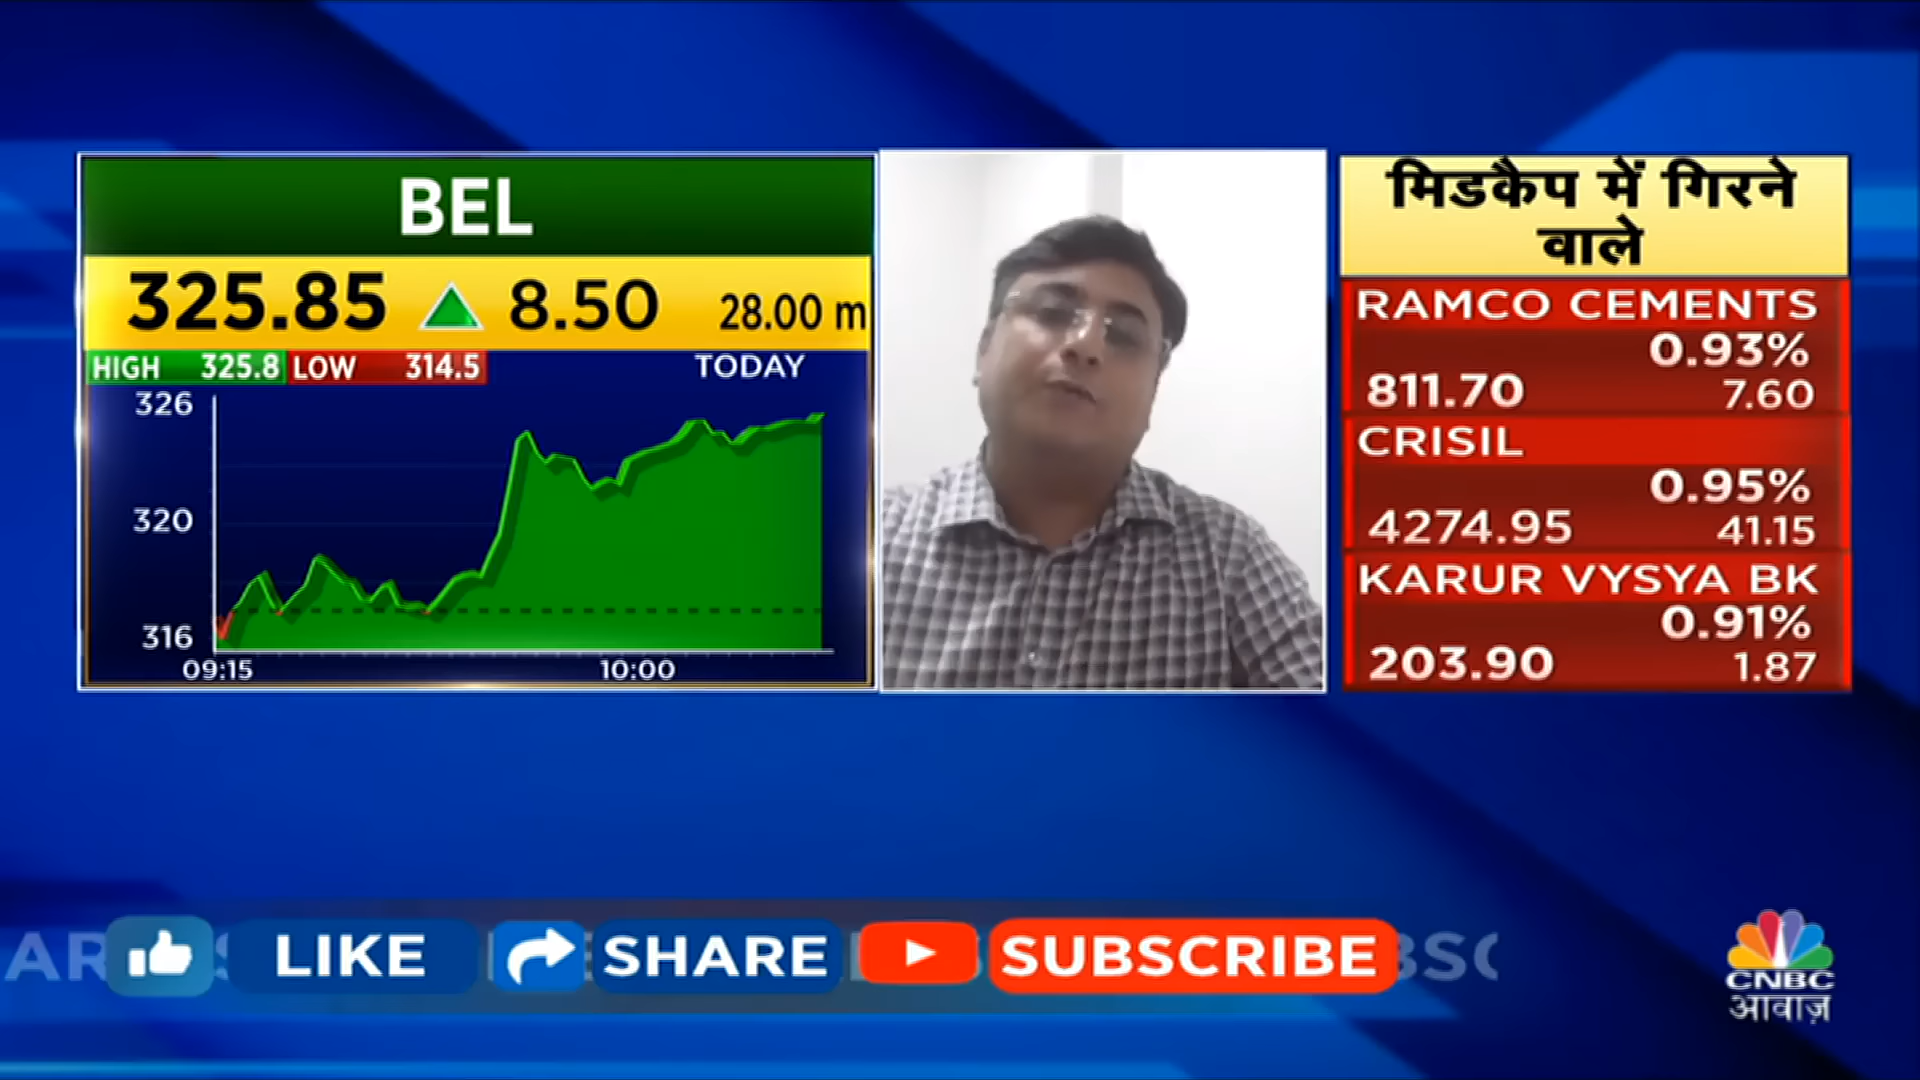 BEL
325.85 8.50 28.00 m
HIGH 325.8 LOW 314.5 TODAY
326
320
316
09:15 10:00
मिडकैप में गिरने
वाले
RAMCO CEMENTS
0.93%
811.70 7.60
CRISIL
0.95%
4274.95 41.15
KARUR VYSYA BK
0.91%
203.90 1.87
AR LIKE SHARE SUBSCRIBE BSC
CNBC
आवाज़